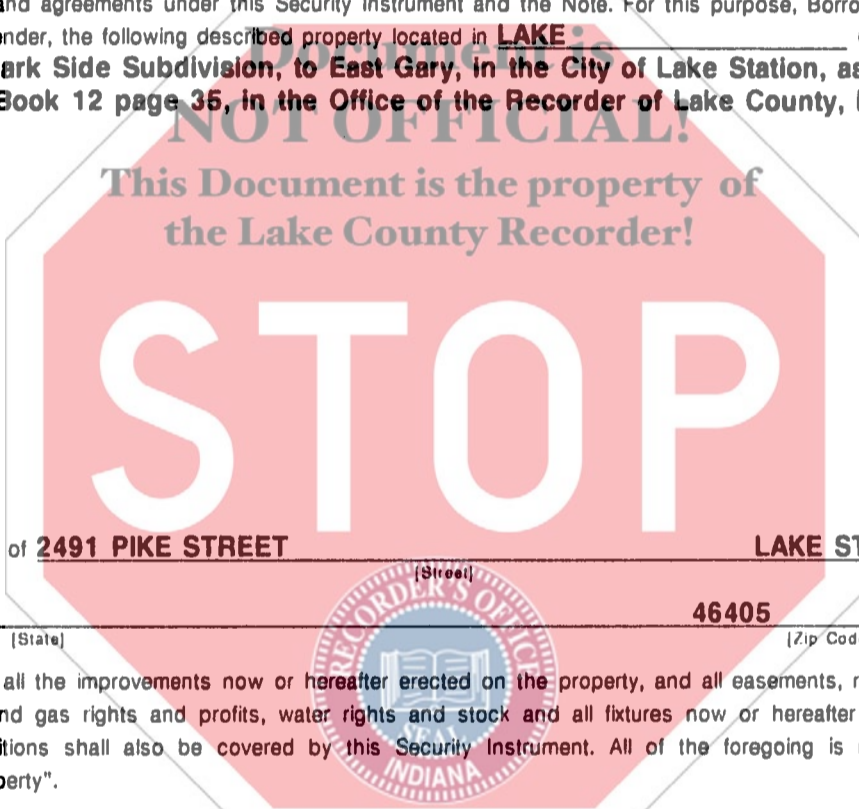 and agreements under this Security Instrument and the Note. For this purpose, Borro
nder, the following described property located in LAKE
ark Side Subdivision, to East Gary, in the City of Lake Station, as
Book 12 page 35, in the Office of the Recorder of Lake County,
Document is
NOT OFFICIAL!
This Document is the property of
the Lake County Recorder!
STOP
of 2491 PIKE STREET LAKE ST
[Street]
46405
[State] [Zip Cod
all the improvements now or hereafter erected on the property, and all easements, r
nd gas rights and profits, water rights and stock and all fixtures now or hereafter
itions shall also be covered by this Security Instrument. All of the foregoing is
perty".
RECORDER'S OFFICE
SEAL
INDIANA